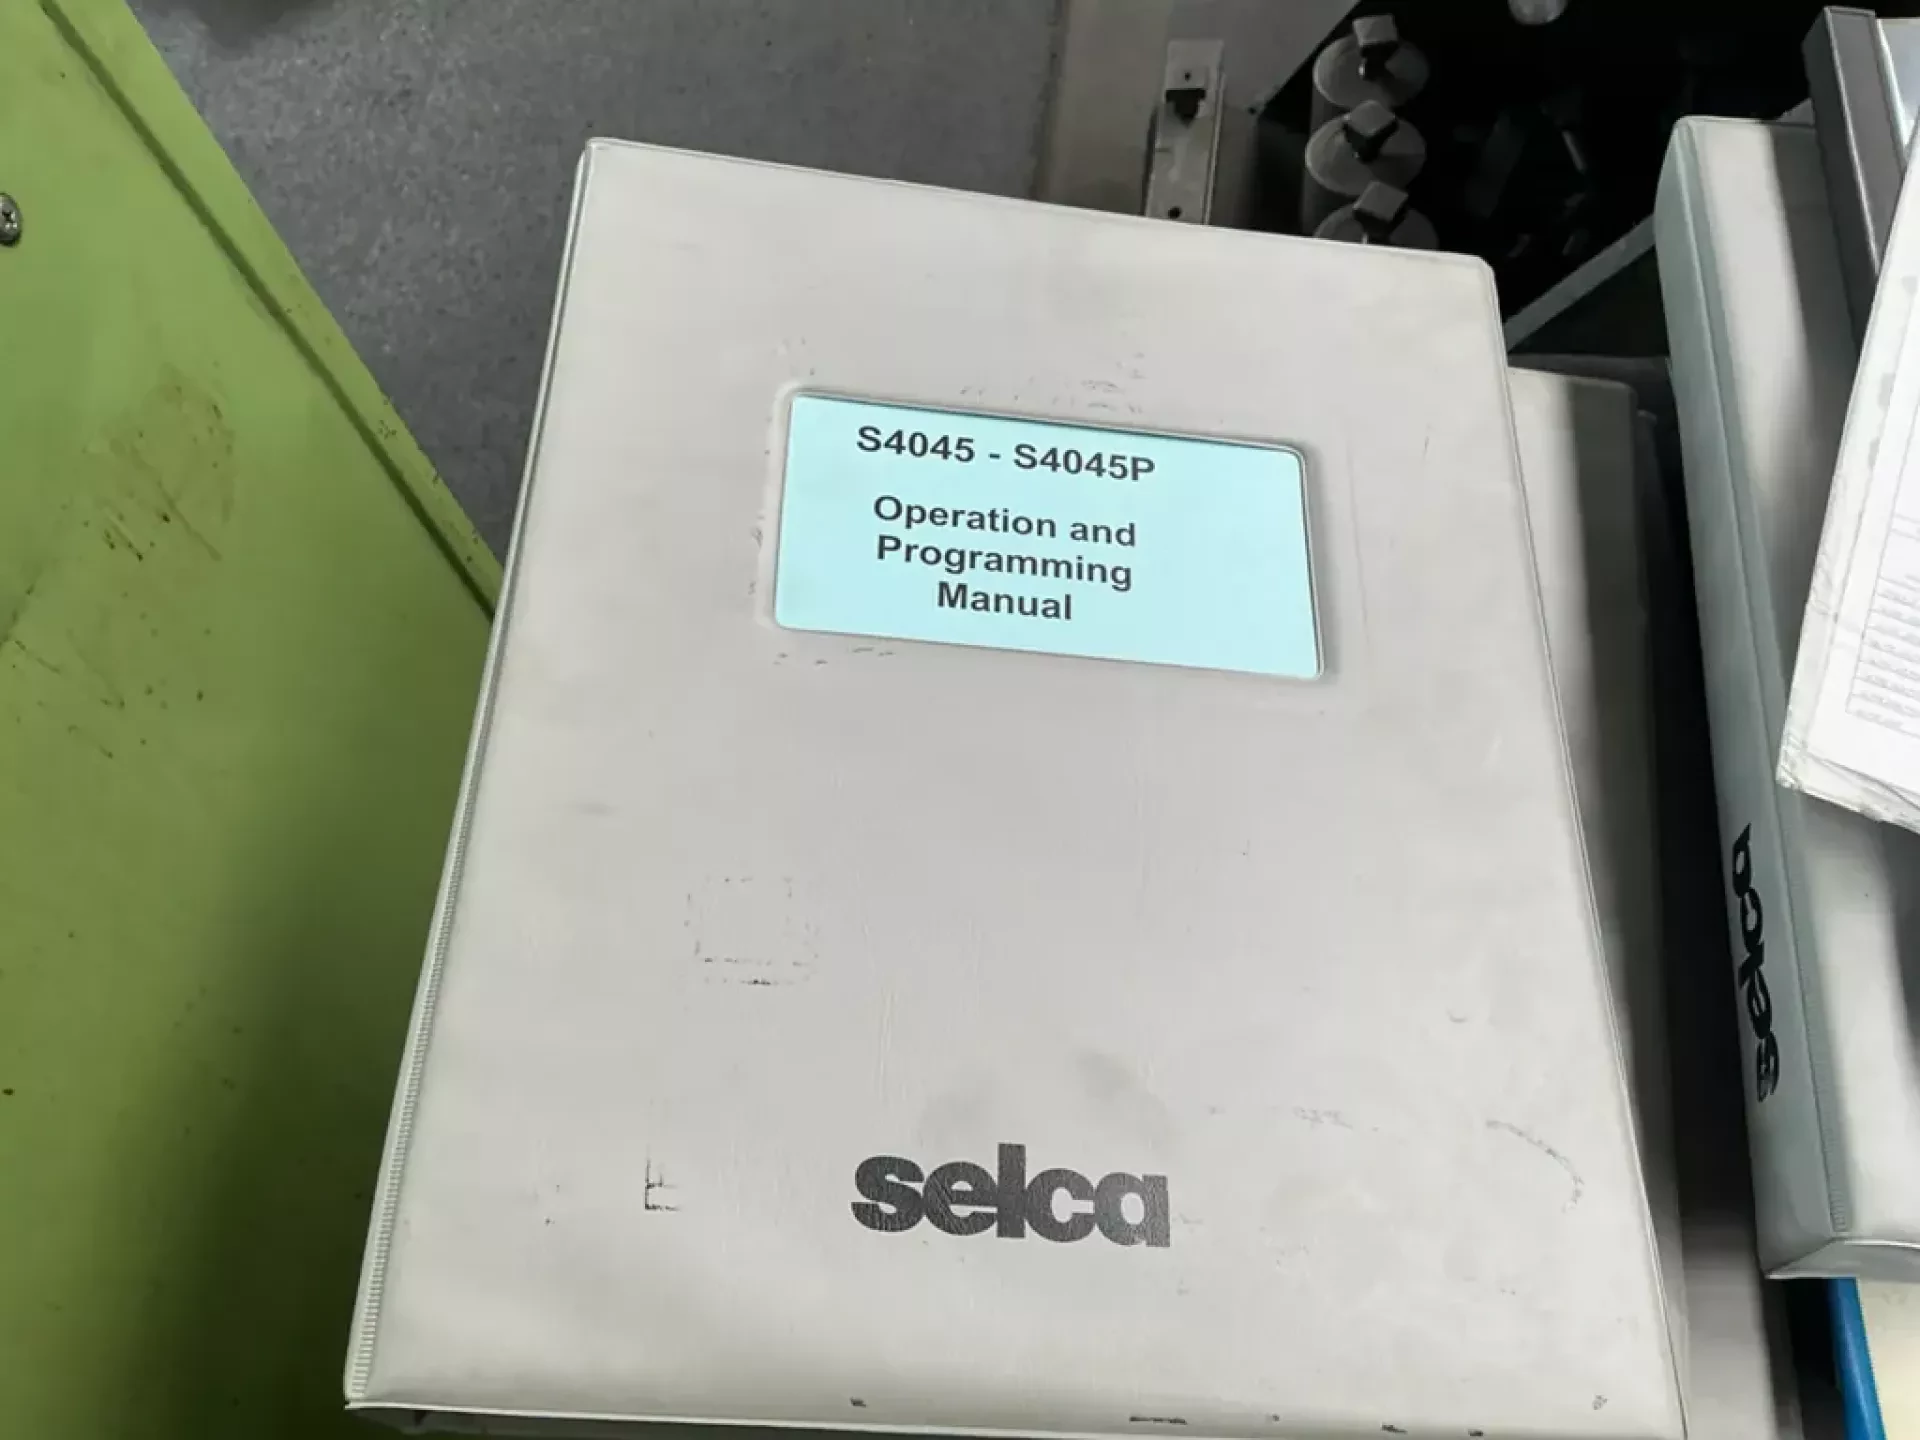 S4045 - S4045P
Operation and
Programming
Manual
selca
selca